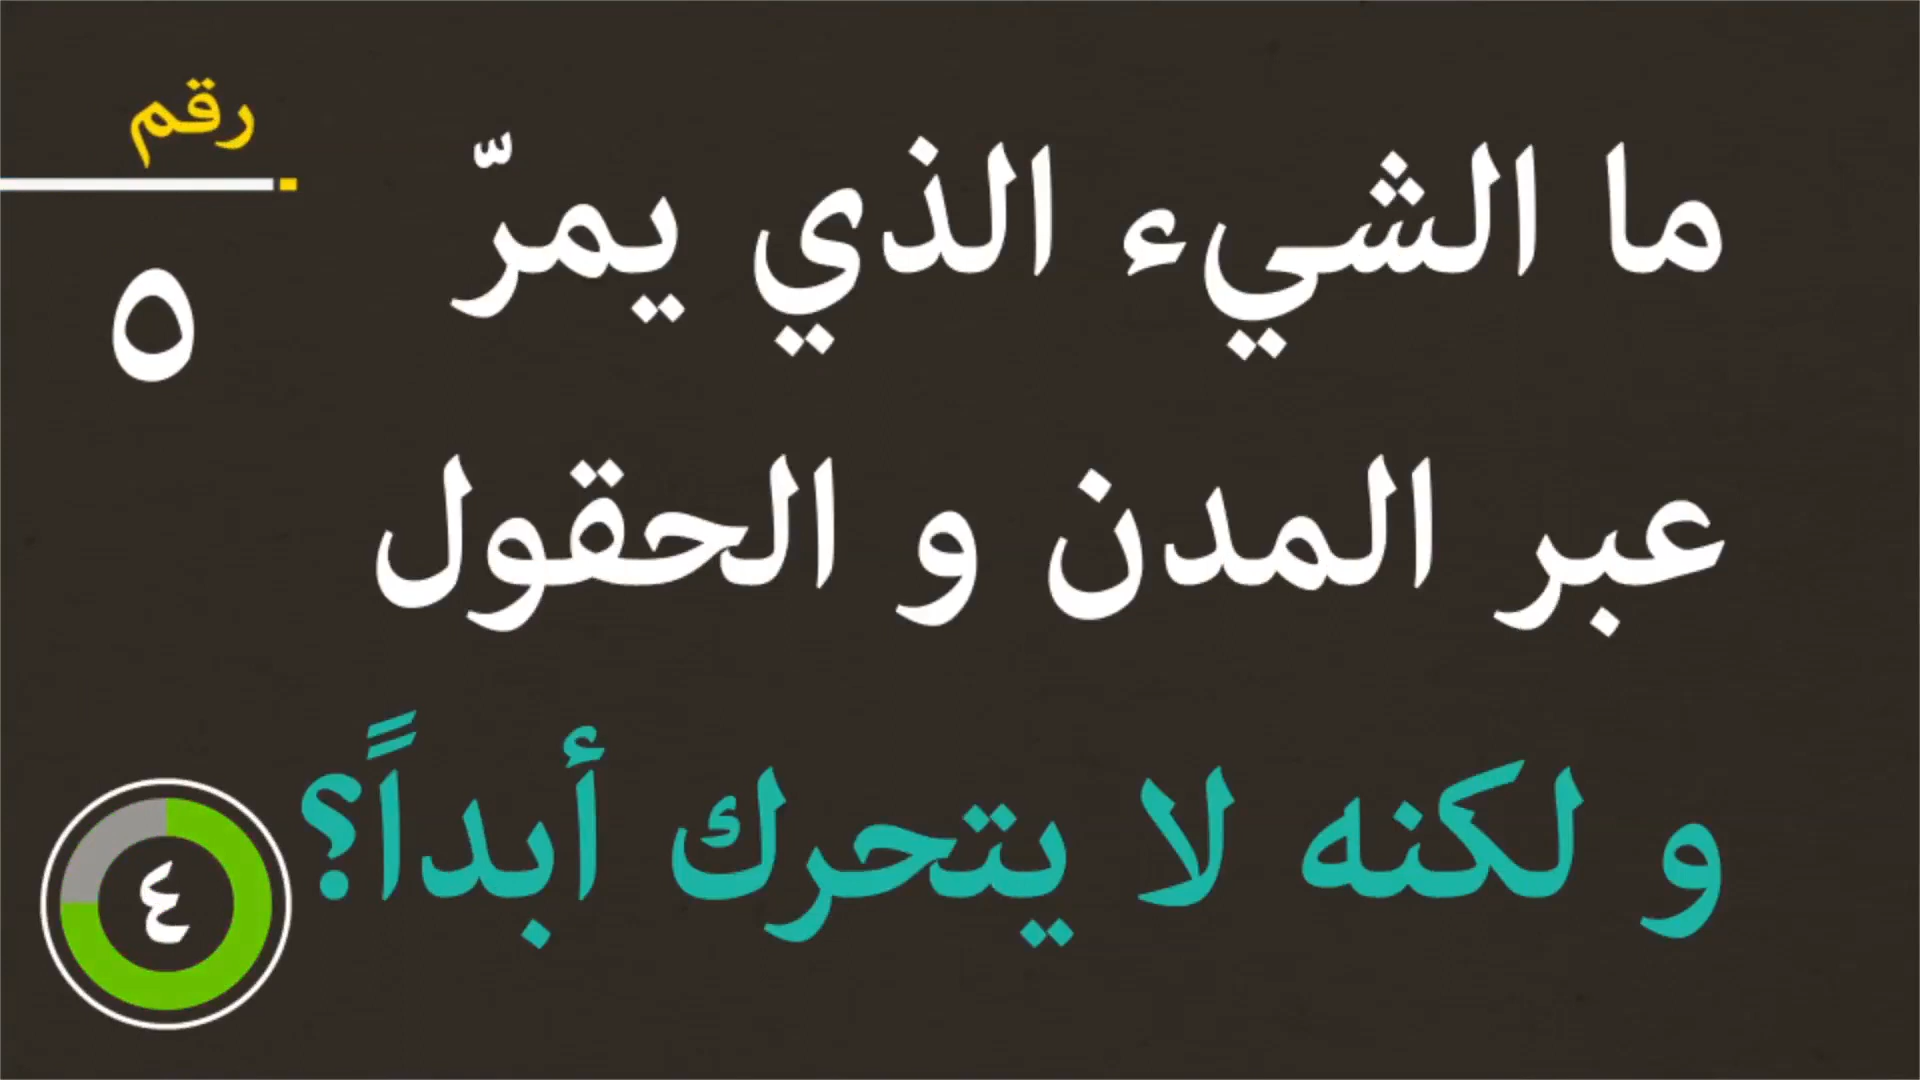 رقم
٥
ما الشيء الذي يمرّ
عبر المدن و الحقول
و لكنه لا يتحرك أبداً؟
٤